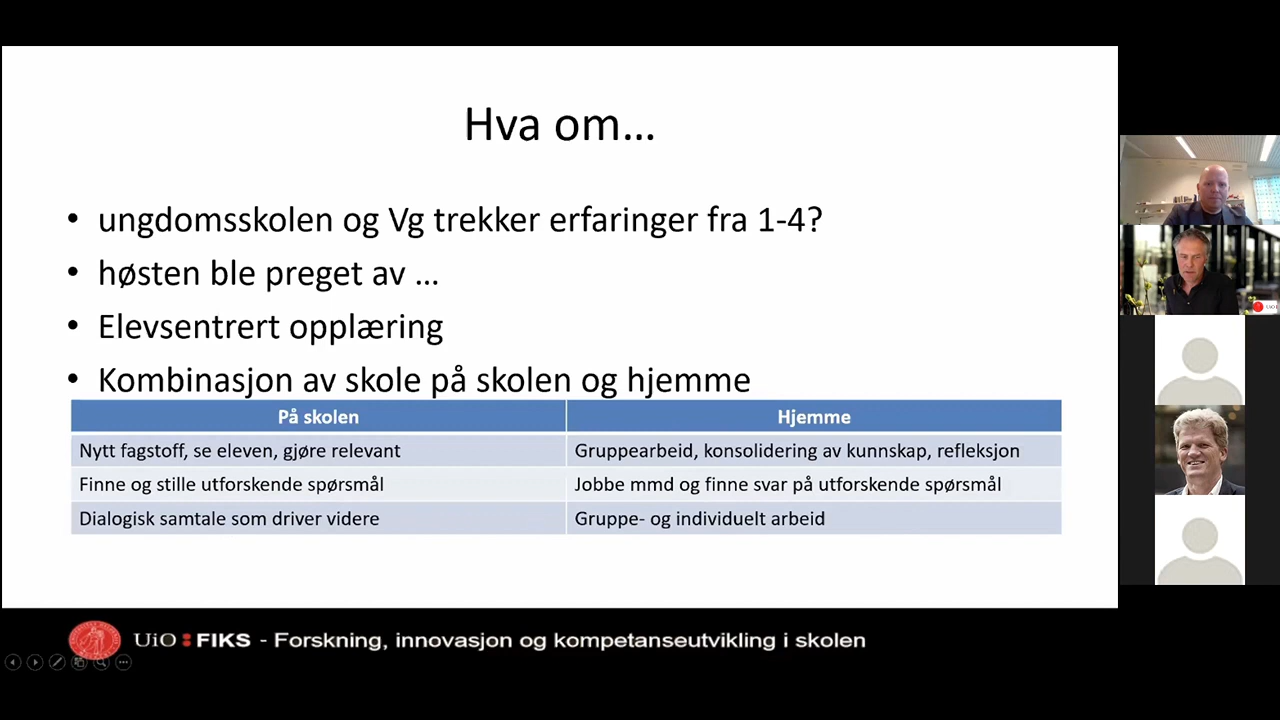 Hva om…
• ungdomsskolen og Vg trekker erfaringer fra 1-4?
• høsten ble preget av …
• Elevsentrert opplæring
• Kombinasjon av skole på skolen og hjemme
På skolen Hjemme
Nytt fagstoff, se eleven, gjøre relevant Gruppearbeid, konsolidering av kunnskap, refleksjon
Finne og stille utforskende spørsmål Jobbe mmd og finne svar på utforskende spørsmål
Dialogisk samtale som driver videre Gruppe- og individuelt arbeid
UiO:FIKS - Forskning, innovasjon og kompetanseutvikling i skolen